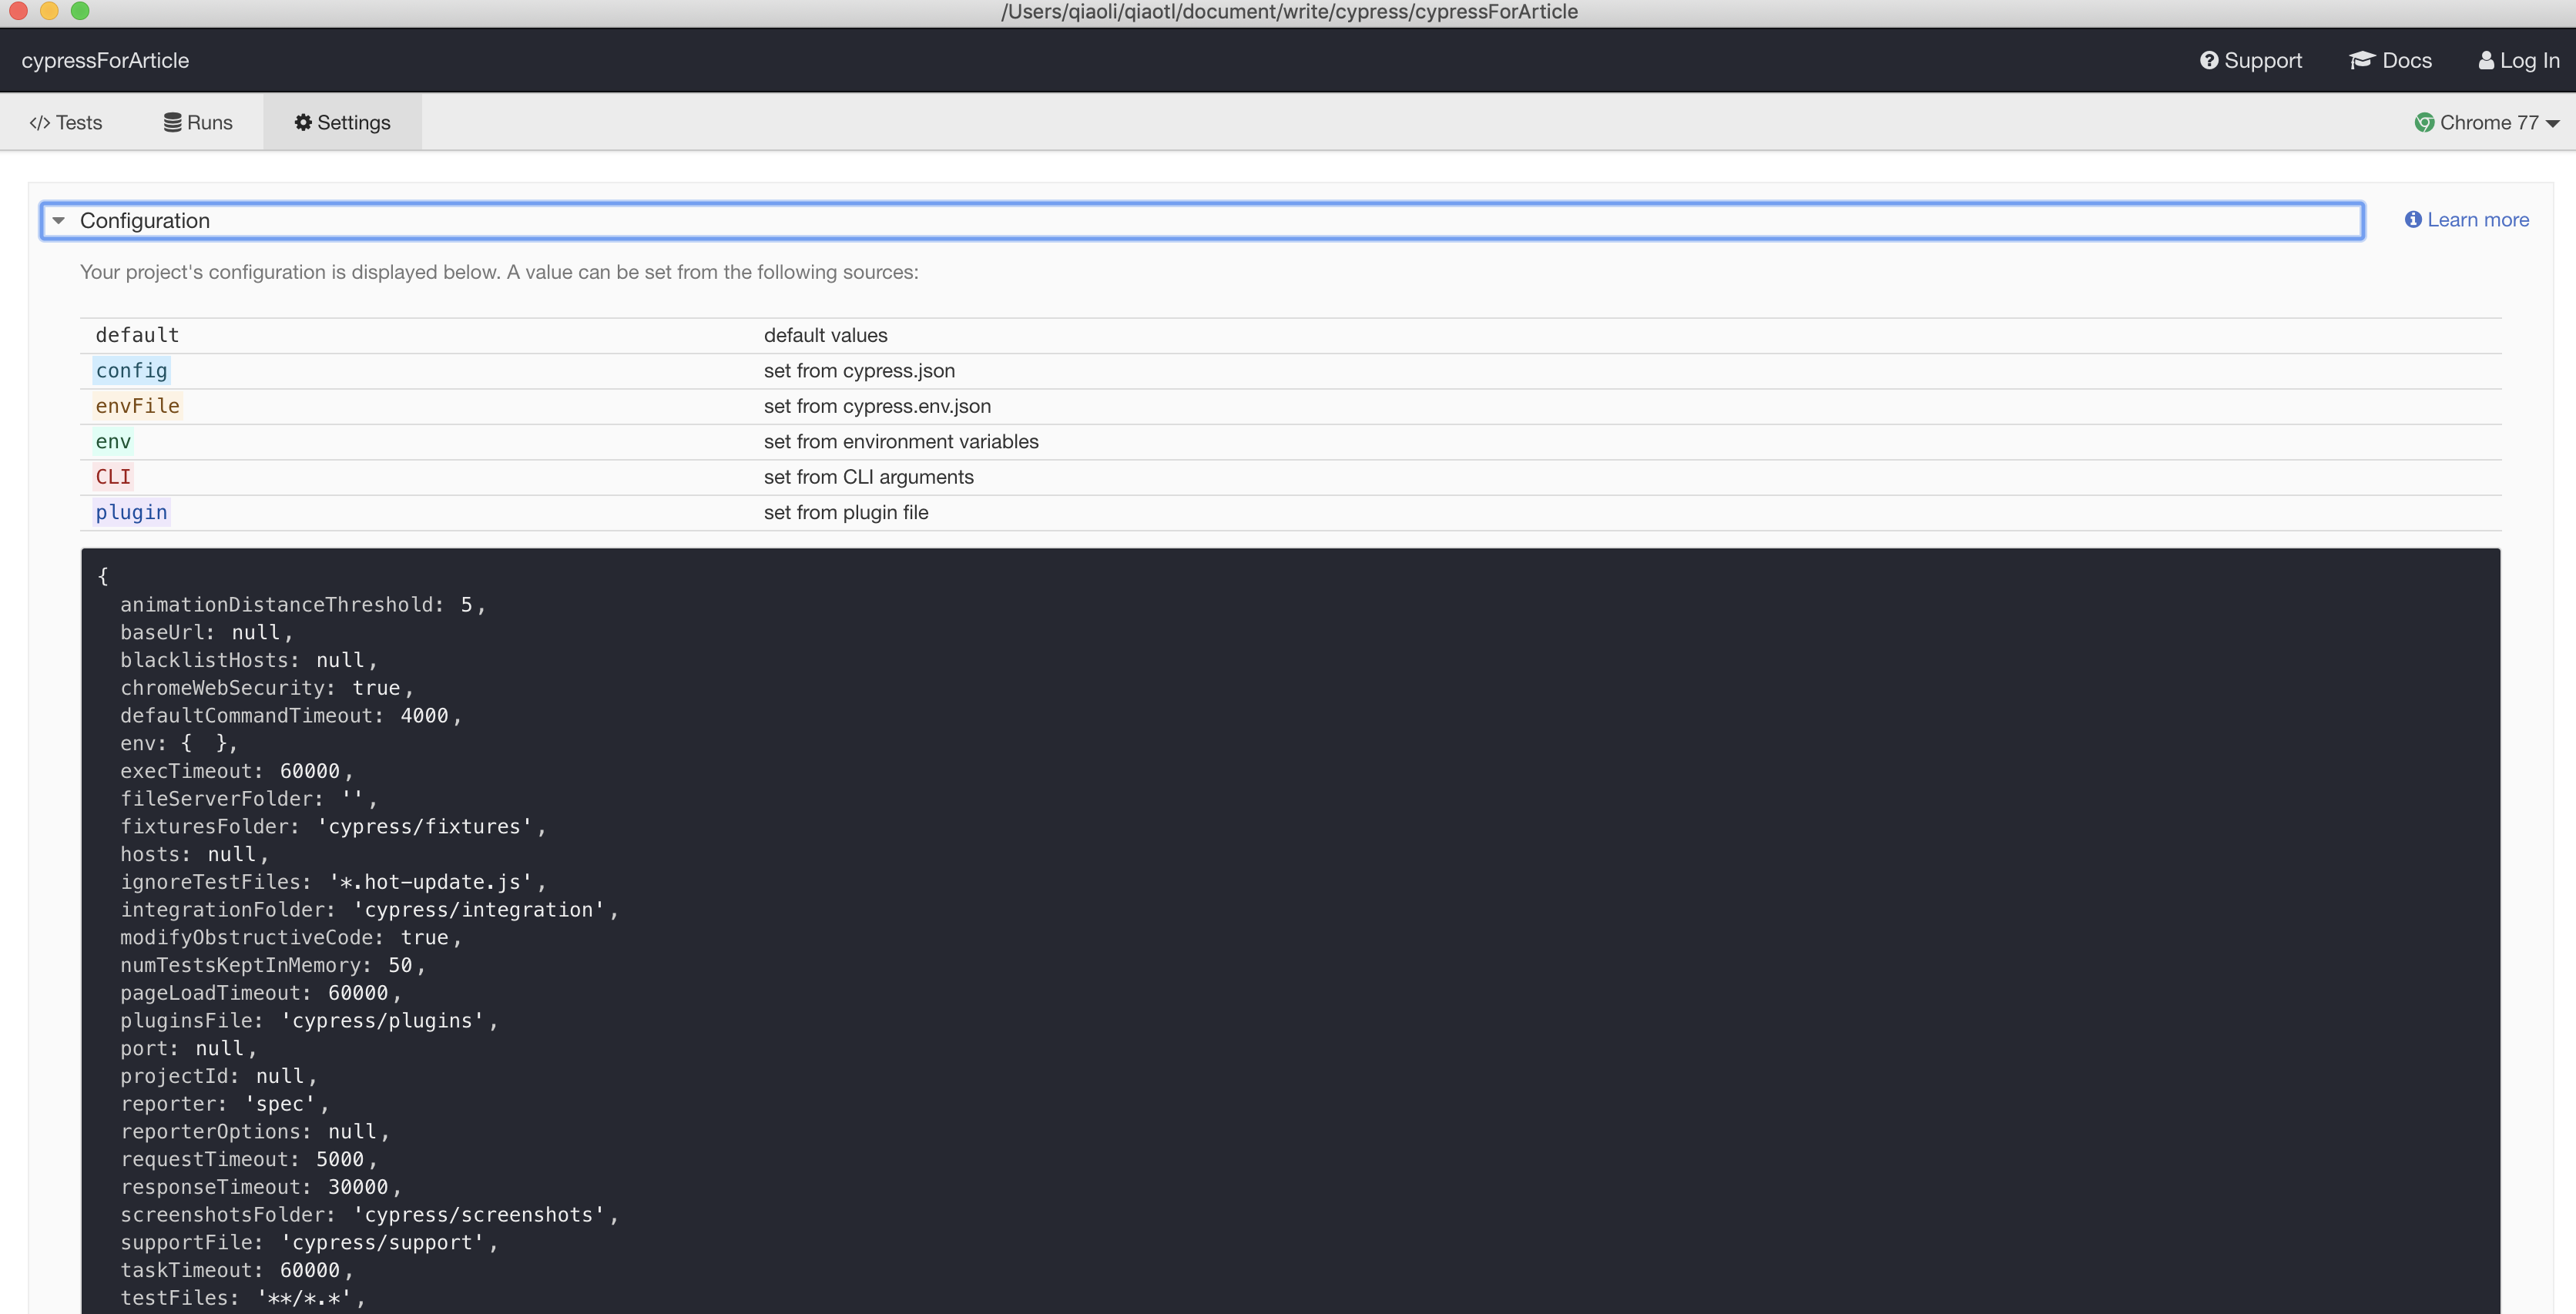 /Users/qiaoli/qiaotl/document/write/cypress/cypressForArticle
cypressForArticle Support Docs Log In
</> Tests Runs Settings Chrome 77
Configuration Learn more
Your project's configuration is displayed below. A value can be set from the following sources:
default default values
config set from cypress.json
envFile set from cypress.env.json
env set from environment variables
CLI set from CLI arguments
plugin set from plugin file
{
animationDistanceThreshold: 5,
baseUrl: null,
blacklistHosts: null,
chromeWebSecurity: true,
defaultCommandTimeout: 4000,
env: { },
execTimeout: 60000,
fileServerFolder: '',
fixturesFolder: 'cypress/fixtures',
hosts: null,
ignoreTestFiles: '*.hot-update.js',
integrationFolder: 'cypress/integration',
modifyObstructiveCode: true,
numTestsKeptInMemory: 50,
pageLoadTimeout: 60000,
pluginsFile: 'cypress/plugins',
port: null,
projectId: null,
reporter: 'spec',
reporterOptions: null,
requestTimeout: 5000,
responseTimeout: 30000,
screenshotsFolder: 'cypress/screenshots',
supportFile: 'cypress/support',
taskTimeout: 60000,
testFiles: '**/*.*',